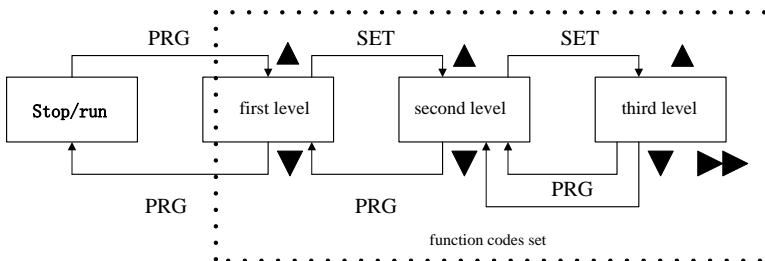 PRG
SET
SET
Stop/run
first level
second level
third level
PRG
PRG
PRG
function codes set